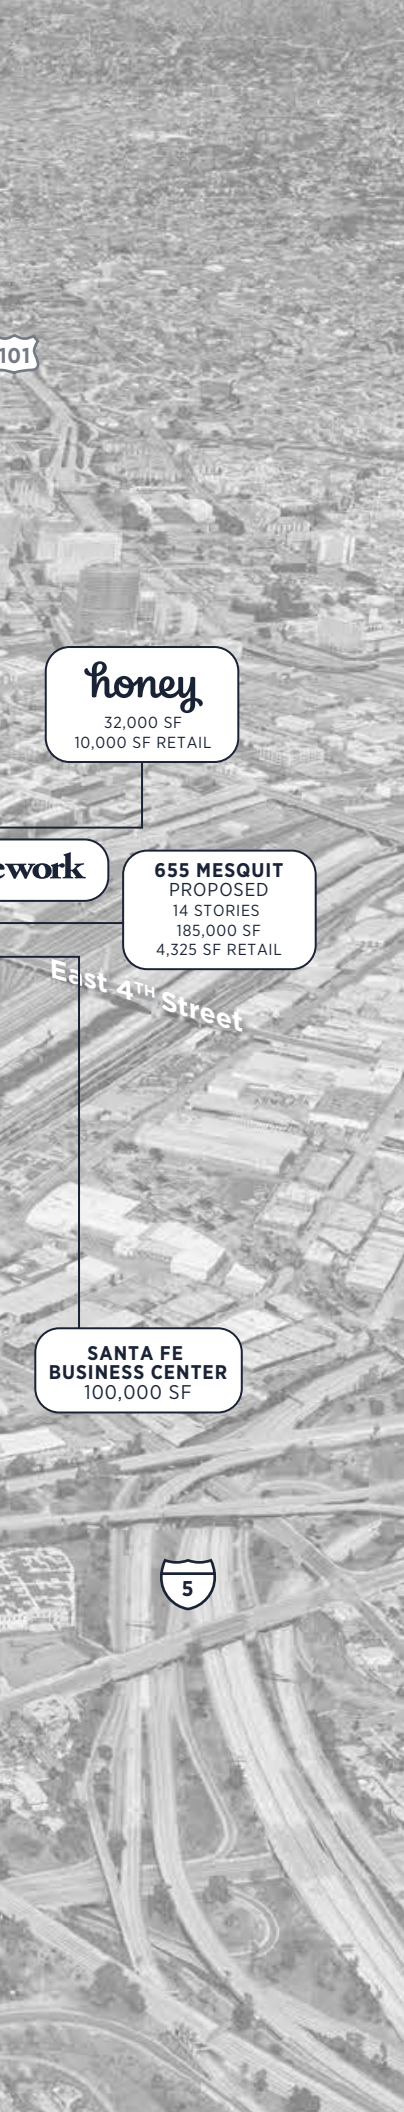 101
honey
32,000 SF
10,000 SF RETAIL
ework
655 MESQUIT
PROPOSED
14 STORIES
185,000 SF
4,325 SF RETAIL
East 4TH Street
SANTA FE
BUSINESS CENTER
100,000 SF
5